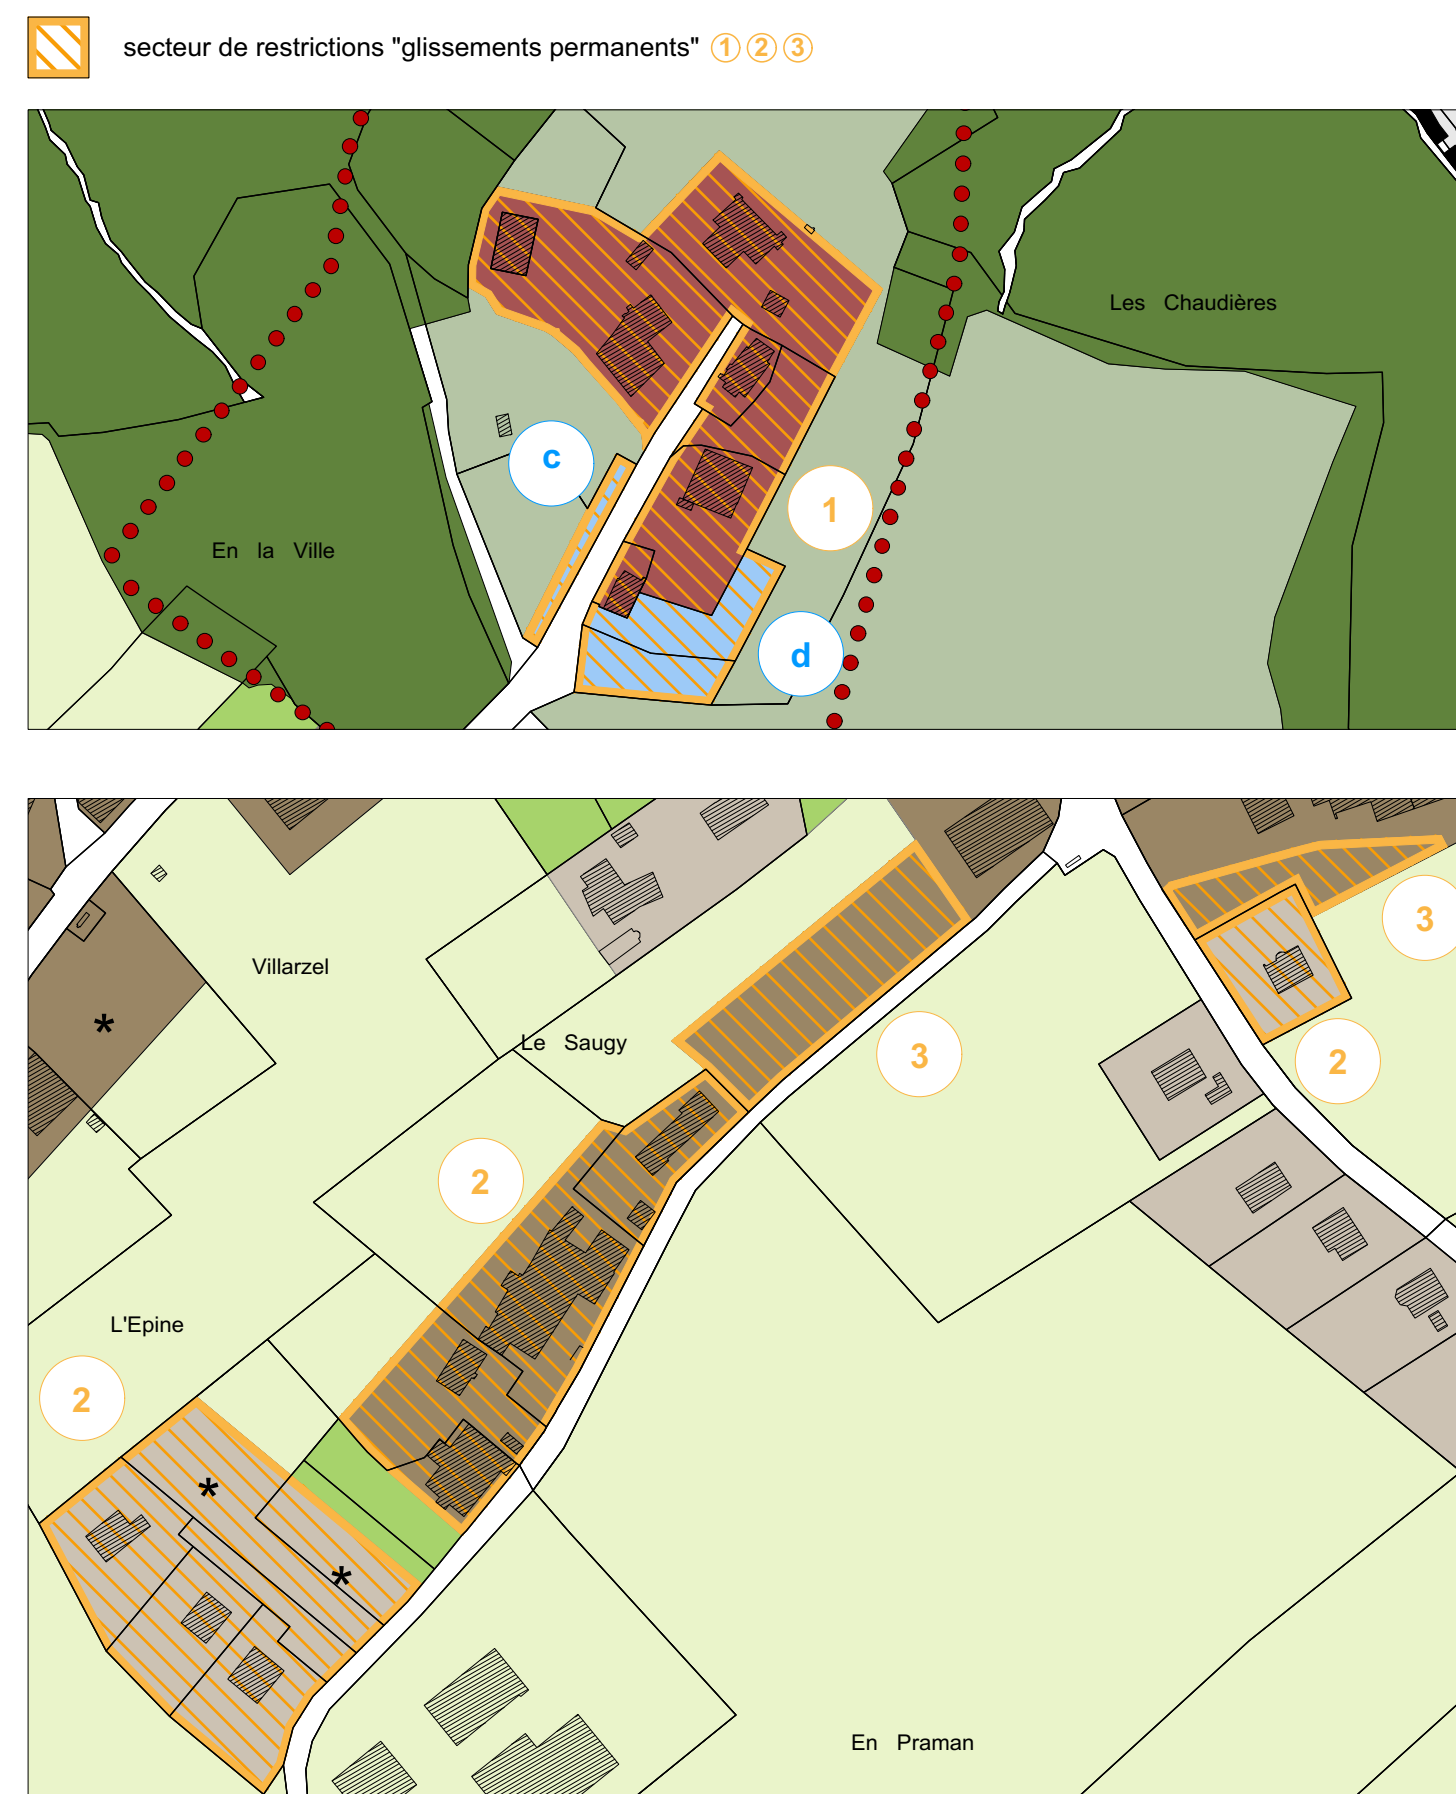 secteur de restrictions "glissements permanents" 1 2 3
Les Chaudières
c
1
En la Ville
d
3
Villarzel
*
Le Saugy
3
2
2
L'Epine
2
*
*
En Praman